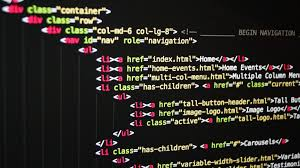 <div class="container">
<div class="row">
<div class="col-md-6 col-lg-8"> <!-- BEGIN NAVIGATION
<nav id="nav" role="navigation">
<ul>
<li><a href="index.html">Home</a></li>
<li><a href="home-events.html">Home Events</a></li>
<li><a href="multi-col-menu.html">Multiple Column Men
<li class="has-children"> <a href="#" class="current"
<ul>
<li><a href="tall-button-header.html">Tall But
<li><a href="image-logo.html">Image Logo</a></
<li class="active"><a href="tall-logo.html">Ta
</ul>
</li>
<li class="has-children"> <a href="#">Carousels</a>
<ul>
<li><a href="variable-width-slider.html">Variab